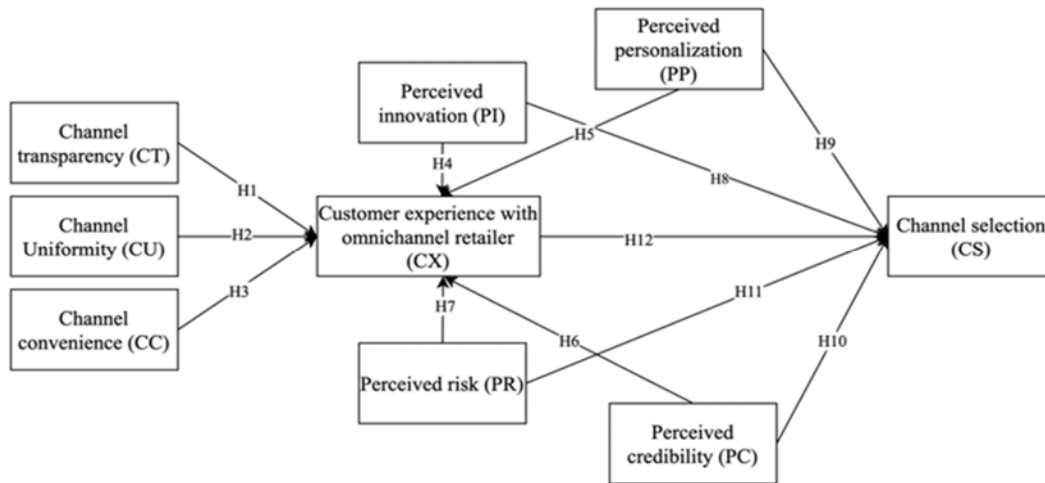 Perceived
personalization
(PP)
Perceived
innovation (PI)
Channel
transparency (CT)
H5
H4
H9
H8
H1
Channel
Uniformity (CU)
H2
Customer experience with
omnichannel retailer
(CX)
H12
Channel selection
(CS)
H3
H7
H11
Channel
convenience (CC)
H6
H10
Perceived risk (PR)
Perceived
credibility (PC)